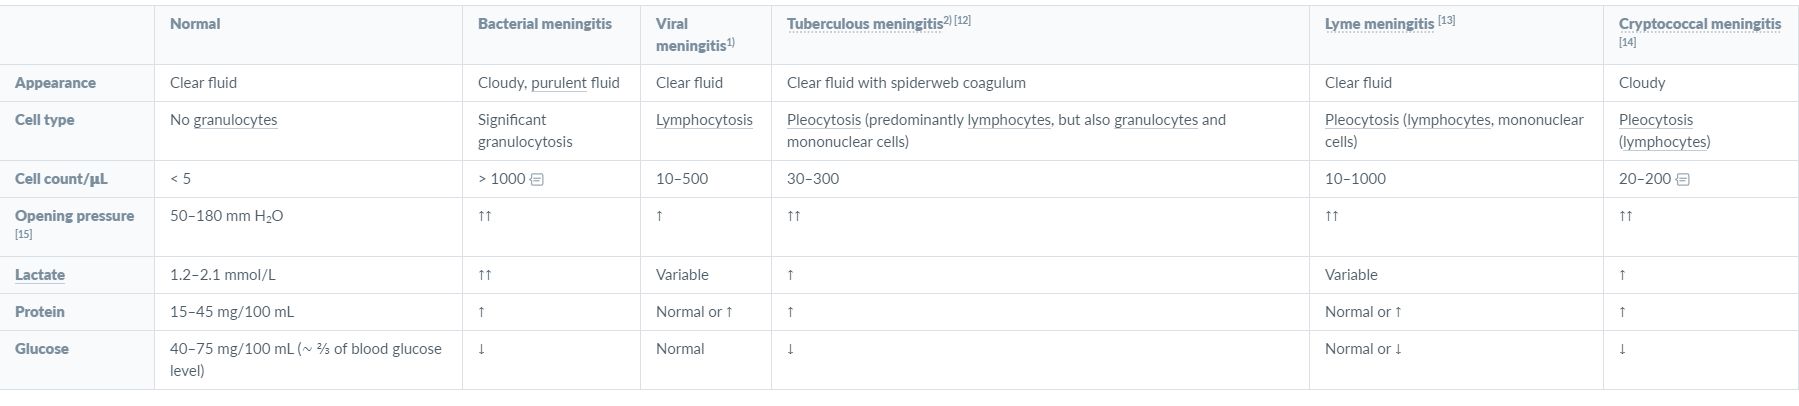 Normal
Bacterial meningitis
Viral
meningitis1)
Tuberculous meningitis2) [12]
Lyme meningitis [13]
Cryptococcal meningitis
[14]
Appearance
Clear fluid
Cloudy, purulent fluid
Clear fluid
Clear fluid with spiderweb coagulum
Clear fluid
Cloudy
Cell type
No granulocytes
Significant
granulocytosis
Lymphocytosis
Pleocytosis (predominantly lymphocytes, but also granulocytes and
mononuclear cells)
Pleocytosis (lymphocytes, mononuclear
cells)
Pleocytosis
(lymphocytes)
Cell count/μL
< 5
> 1000
10–500
30–300
10–1000
20–200
Opening pressure
[15]
50–180 mm H₂O
↑↑
↑
↑↑
↑↑
↑↑
Lactate
1.2–2.1 mmol/L
↑↑
Variable
↑
Variable
↑
Protein
15–45 mg/100 mL
↑
Normal or ↑
↑
Normal or ↑
↑
Glucose
40–75 mg/100 mL (~ ⅔ of blood glucose
level)
↓
Normal
↓
Normal or ↓
↓